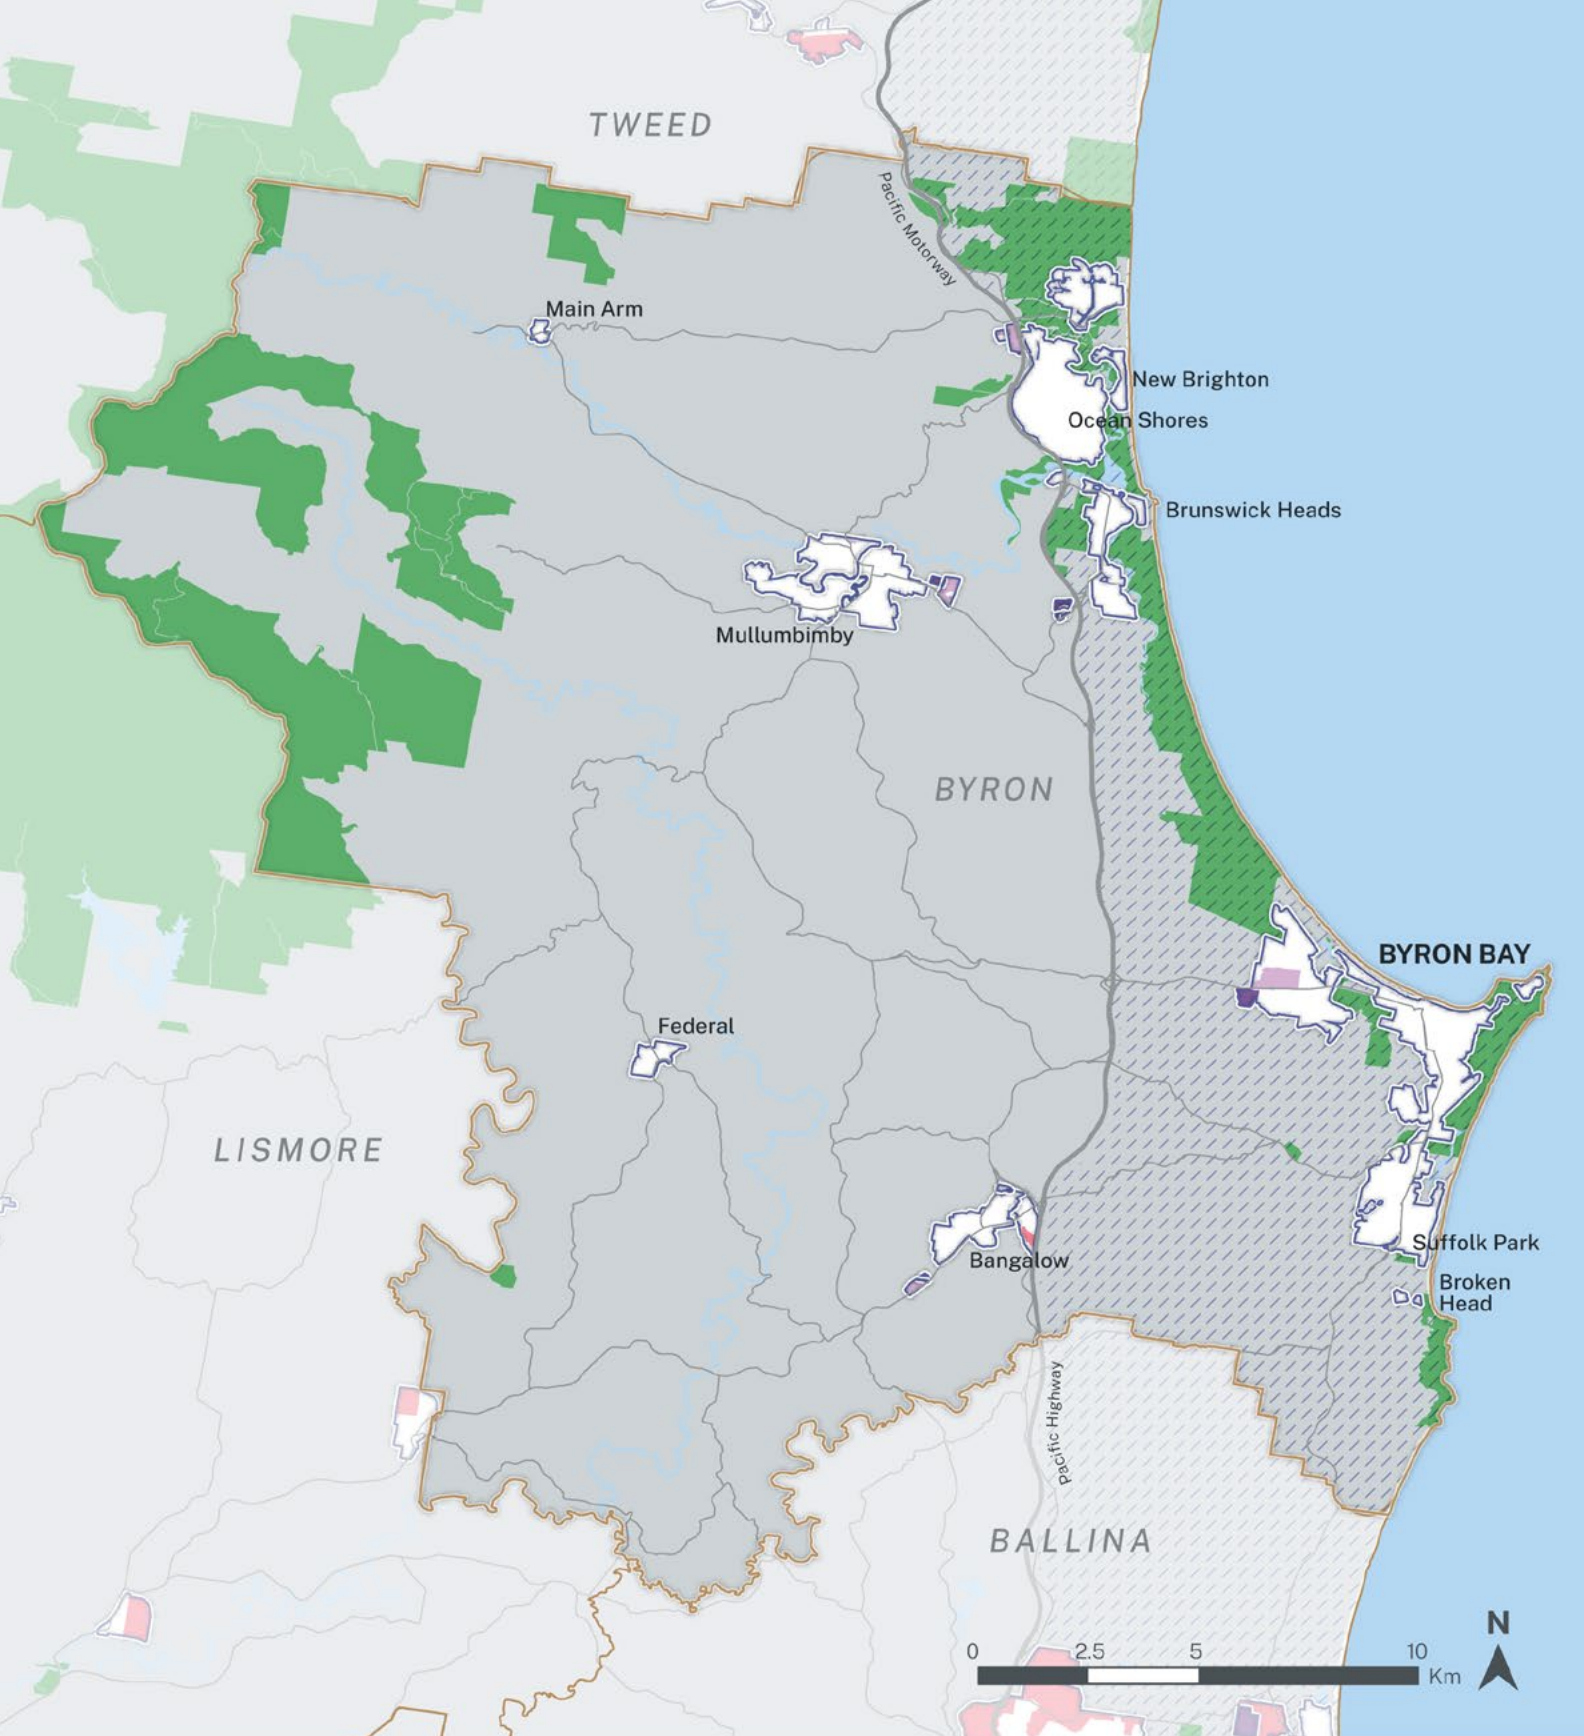 TWEED
Pacific Motorway
Main Arm
New Brighton
Ocean Shores
Brunswick Heads
Mullumbimby
BYRON
BYRON BAY
Federal
LISMORE
Suffolk Park
Bangalow
Broken
Head
Pacific Highway
BALLINA
N
0 2.5 5 10
Km